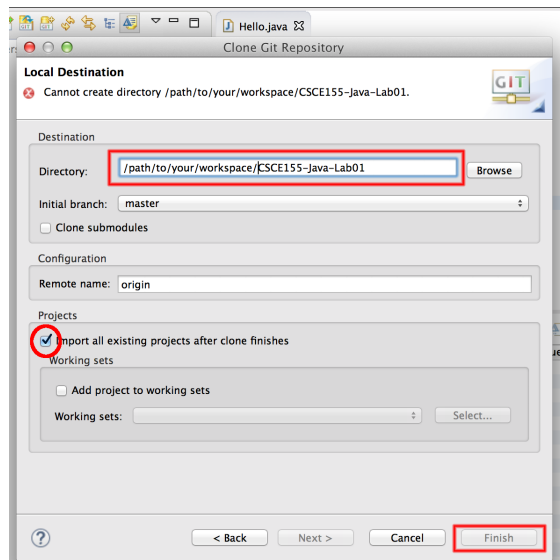 Hello.java
Clone Git Repository
Local Destination
Cannot create directory /path/to/your/workspace/CSCE155-Java-Lab01.
GIT
Destination
Directory: /path/to/your/workspace/CSCE155-Java-Lab01 Browse
Initial branch: master
Clone submodules
Configuration
Remote name: origin
Projects
Import all existing projects after clone finishes
Working sets
Add project to working sets
Working sets: Select...
? < Back Next > Cancel Finish